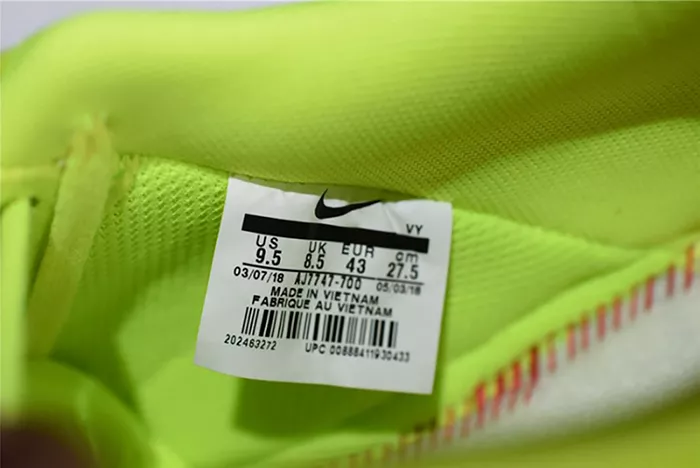 VY
US UK EUR cm
9.5 8.5 43 27.5
03/07/18 AJ7747-700 05/03/18
MADE IN VIETNAM
FABRIQUE AU VIETNAM
202463272 UPC 00888411930433